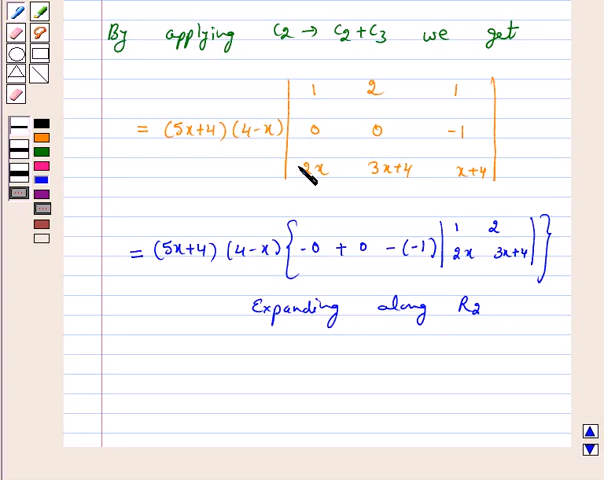 By applying C2 → C2+C3 we get
1 2 1
= (5x+4) (4-x) 0 0 -1
2x 3x+4 x+4
= (5x+4) (4-x) { -0 + 0 - (-1) | 1 2
2x 3x+4 | }
Expanding along R2